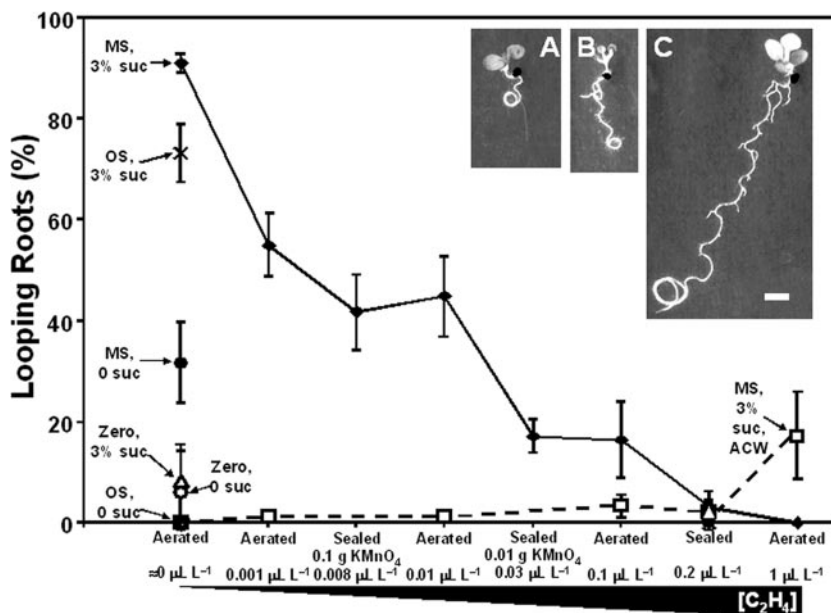 Looping Roots (%)
100
80
60
40
20
0
MS,
3% suc
OS,
3% suc
MS,
0 suc
Zero,
3% suc
Zero,
0 suc
OS,
0 suc
A
B
C
MS,
3%
suc,
ACW
Aerated
≈0 µL L⁻¹
Aerated
0.001 µL L⁻¹
Sealed
0.1 g KMnO₄
0.008 µL L⁻¹
Aerated
0.01 µL L⁻¹
Sealed
0.01 g KMnO₄
0.03 µL L⁻¹
Aerated
0.1 µL L⁻¹
Sealed
0.2 µL L⁻¹
Aerated
1 µL L⁻¹
[C₂H₄]